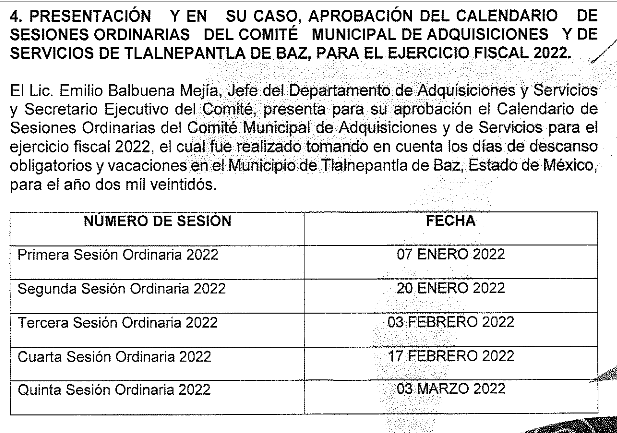 4. PRESENTACIÓN Y EN SU CASO, APROBACIÓN DEL CALENDARIO DE
SESIONES ORDINARIAS DEL COMITÉ MUNICIPAL DE ADQUISICIONES Y DE
SERVICIOS DE TLALNEPANTLA DE BAZ, PARA EL EJERCICIO FISCAL 2022.
El Lic. Emilio Balbuena Mejía, Jefe del Departamento de Adquisiciones y Servicios
y Secretario Ejecutivo del Comité, presenta para su aprobación el Calendario de
Sesiones Ordinarias del Comité Municipal de Adquisiciones y de Servicios para el
ejercicio fiscal 2022, el cual fue realizado tomando en cuenta los días de descanso
obligatorios y vacaciones en el Municipio de Tlalnepantla de Baz, Estado de México,
para el año dos mil veintidós.
NÚMERO DE SESIÓN FECHA
Primera Sesión Ordinaria 2022 07 ENERO 2022
Segunda Sesión Ordinaria 2022 20 ENERO 2022
Tercera Sesión Ordinaria 2022 03 FEBRERO 2022
Cuarta Sesión Ordinaria 2022 17 FEBRERO 2022
Quinta Sesión Ordinaria 2022 03 MARZO 2022